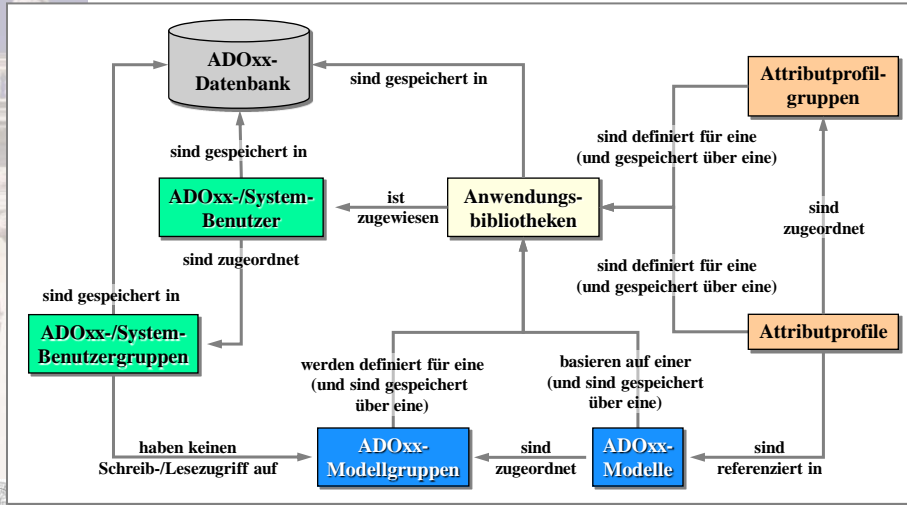 ADOxx-
Datenbank
sind gespeichert in
Attributprofil-
gruppen
sind definiert für eine
(und gespeichert über eine)
sind gespeichert in
ADOxx-/System-
Benutzer
ist
zugewiesen
Anwendungs-
bibliotheken
sind
zugeordnet
sind zugeordnet
sind definiert für eine
(und gespeichert über eine)
sind gespeichert in
ADOxx-/System-
Benutzergruppen
Attributprofile
werden definiert für eine
(und sind gespeichert
über eine)
basieren auf einer
(und sind gespeichert
über eine)
haben keinen
Schreib-/Lesezugriff auf
ADOxx-
Modellgruppen
sind
zugeordnet
ADOxx-
Modelle
sind
referenziert in